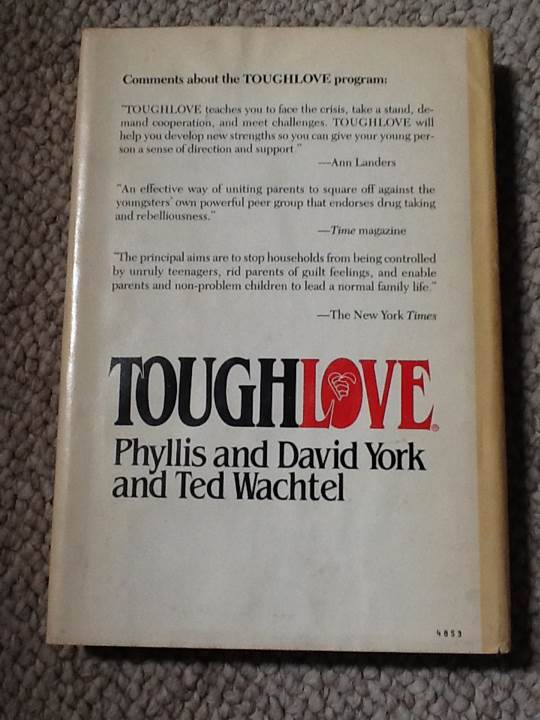 Comments about the TOUGHLOVE program:
"TOUGHLOVE teaches you to face the crisis, take a stand, de-
mand cooperation, and meet challenges. TOUGHLOVE will
help you develop new strengths so you can give your young per-
son a sense of direction and support."
—Ann Landers
"An effective way of uniting parents to square off against the
youngsters' own powerful peer group that endorses drug taking
and rebelliousness."
—Time magazine
"The principal aims are to stop households from being controlled
by unruly teenagers, rid parents of guilt feelings, and enable
parents and non-problem children to lead a normal family life."
—The New York Times
TOUGHLOVE®
Phyllis and David York
and Ted Wachtel
4853